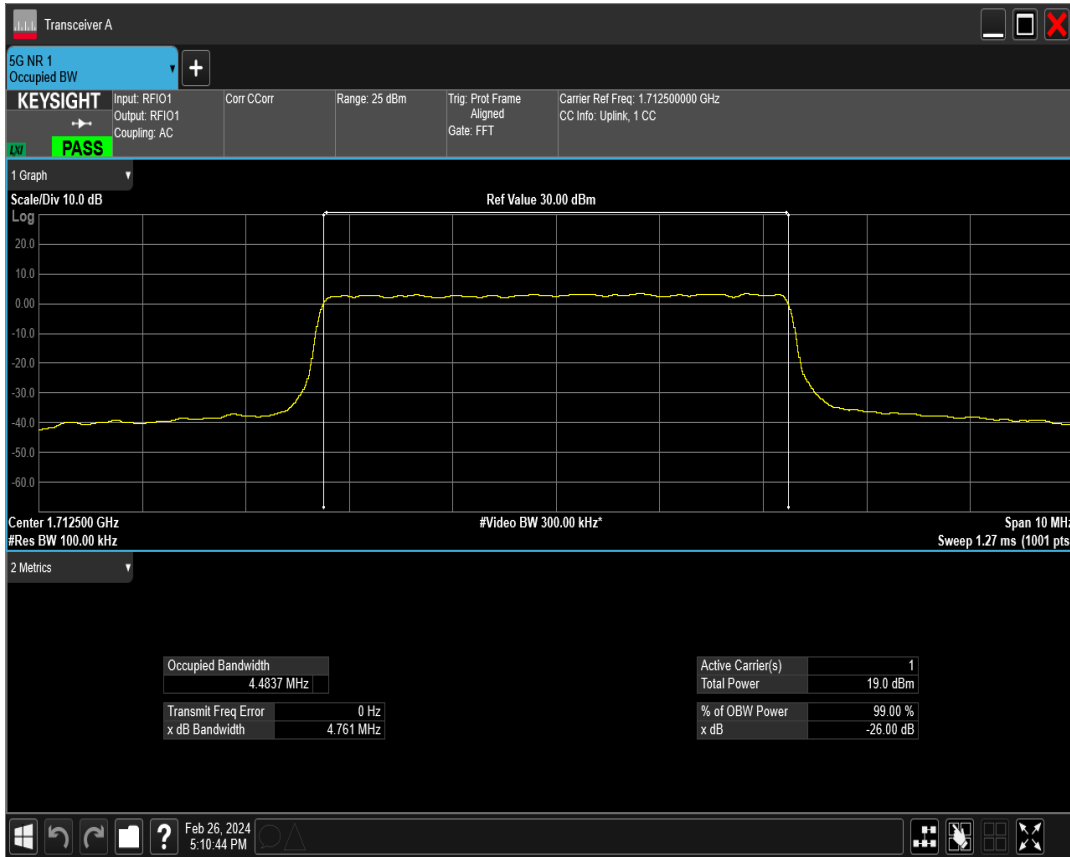 Transceiver A
5G NR 1
Occupied BW
KEYSIGHT
Input: RFIO1
Output: RFIO1
Coupling: AC
Corr CCorr
Range: 25 dBm
Trig: Prot Frame
Aligned
Gate: FFT
Carrier Ref Freq: 1.712500000 GHz
CC Info: Uplink, 1 CC
LXI
PASS
1 Graph
Scale/Div 10.0 dB
Ref Value 30.00 dBm
Log
20.0
10.0
0.00
-10.0
-20.0
-30.0
-40.0
-50.0
-60.0
Center 1.712500 GHz
#Video BW 300.00 kHz*
Span 10 MHz
#Res BW 100.00 kHz
Sweep 1.27 ms (1001 pts
2 Metrics
Occupied Bandwidth
4.4837 MHz
Transmit Freq Error 0 Hz
x dB Bandwidth 4.761 MHz
Active Carrier(s) 1
Total Power 19.0 dBm
% of OBW Power 99.00 %
x dB -26.00 dB
?
Feb 26, 2024
5:10:44 PM